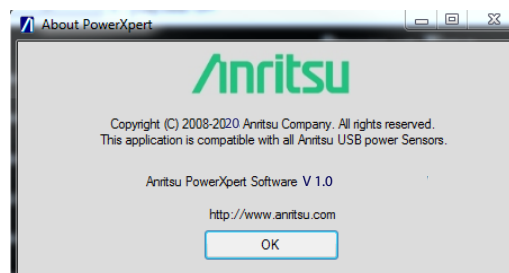 About PowerXpert
Anritsu
Copyright (C) 2008-2020 Anritsu Company. All rights reserved.
This application is compatible with all Anritsu USB power Sensors.
Anritsu PowerXpert Software V 1.0
http://www.anritsu.com
OK